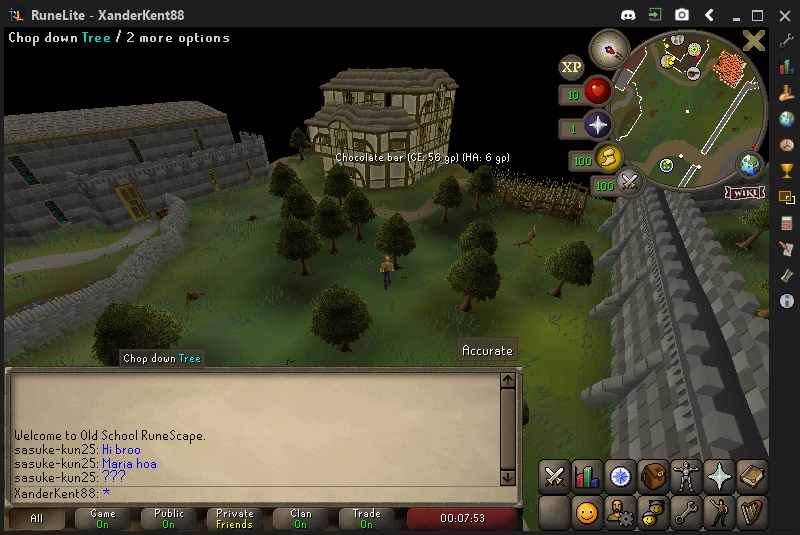 RuneLite - XanderKent88
Chop down Tree / 2 more options
XP
10
1
100
100
WIKI
Chocolate bar (GE: 56 gp) (HA: 6 gp)
Chop down Tree
Accurate
Welcome to Old School RuneScape.
sasuke-kun25: Hi broo
sasuke-kun25: Maria hoa
sasuke-kun25: ???
XanderKent88: *
All
Game
On
Public
On
Private
Friends
Clan
On
Trade
On
00:07:53